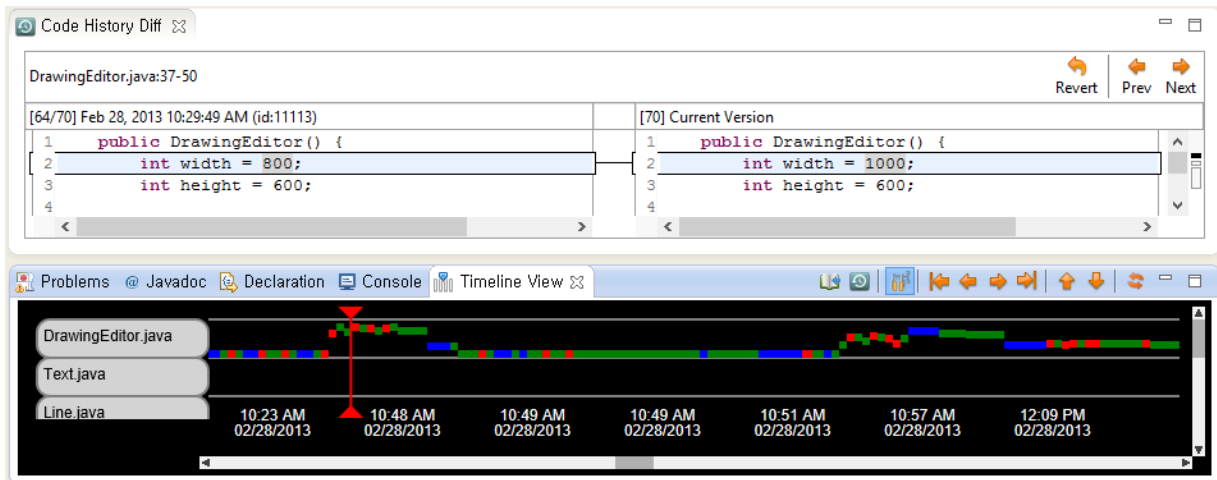 Code History Diff
DrawingEditor.java:37-50
Revert Prev Next
[64/70] Feb 28, 2013 10:29:49 AM (id:11113)
1 public DrawingEditor() {
2 int width = 800;
3 int height = 600;
4
[70] Current Version
1 public DrawingEditor() {
2 int width = 1000;
3 int height = 600;
4
Problems @ Javadoc Declaration Console Timeline View
DrawingEditor.java
Text.java
Line.java
10:23 AM 10:48 AM 10:49 AM 10:49 AM 10:51 AM 10:57 AM 12:09 PM
02/28/2013 02/28/2013 02/28/2013 02/28/2013 02/28/2013 02/28/2013 02/28/2013